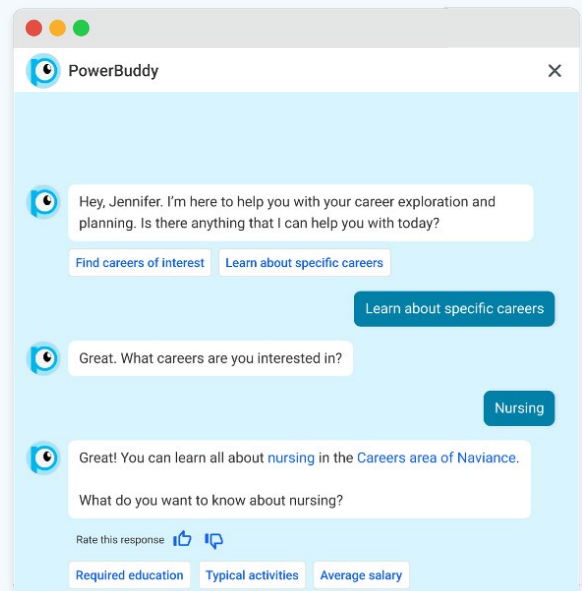 PowerBuddy
Hey, Jennifer. I'm here to help you with your career exploration and
planning. Is there anything that I can help you with today?
Find careers of interest
Learn about specific careers
Learn about specific careers
Great. What careers are you interested in?
Nursing
Great! You can learn all about nursing in the Careers area of Naviance.
What do you want to know about nursing?
Rate this response
Required education
Typical activities
Average salary